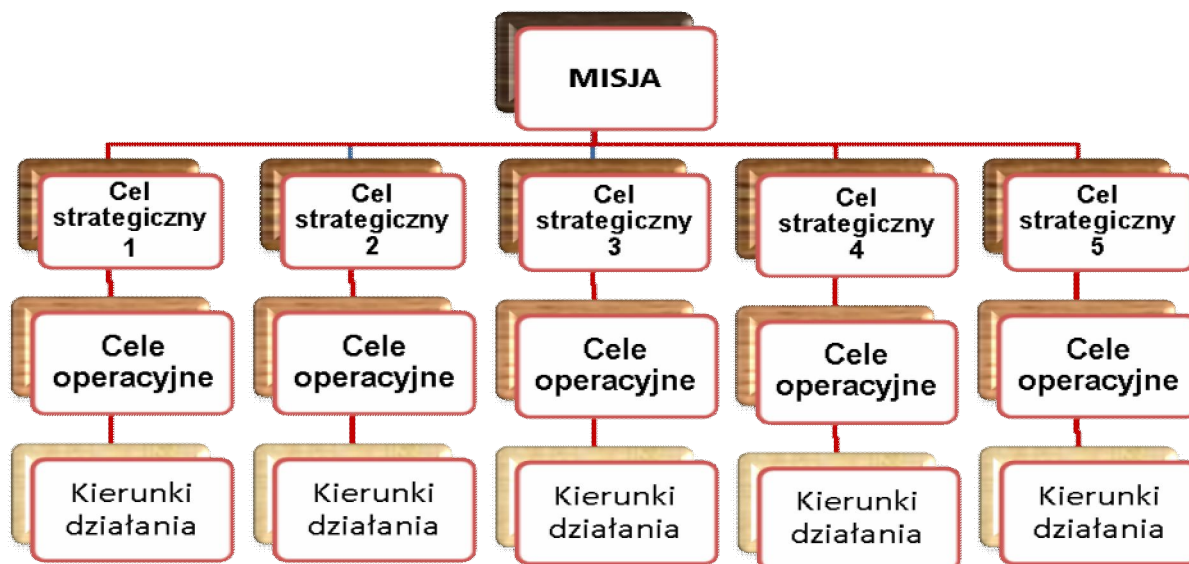 MISJA
Cel
strategiczny
1
Cel
strategiczny
2
Cel
strategiczny
3
Cel
strategiczny
4
Cel
strategiczny
5
Cele
operacyjne
Cele
operacyjne
Cele
operacyjne
Cele
operacyjne
Cele
operacyjne
Kierunki
działania
Kierunki
działania
Kierunki
działania
Kierunki
działania
Kierunki
działania